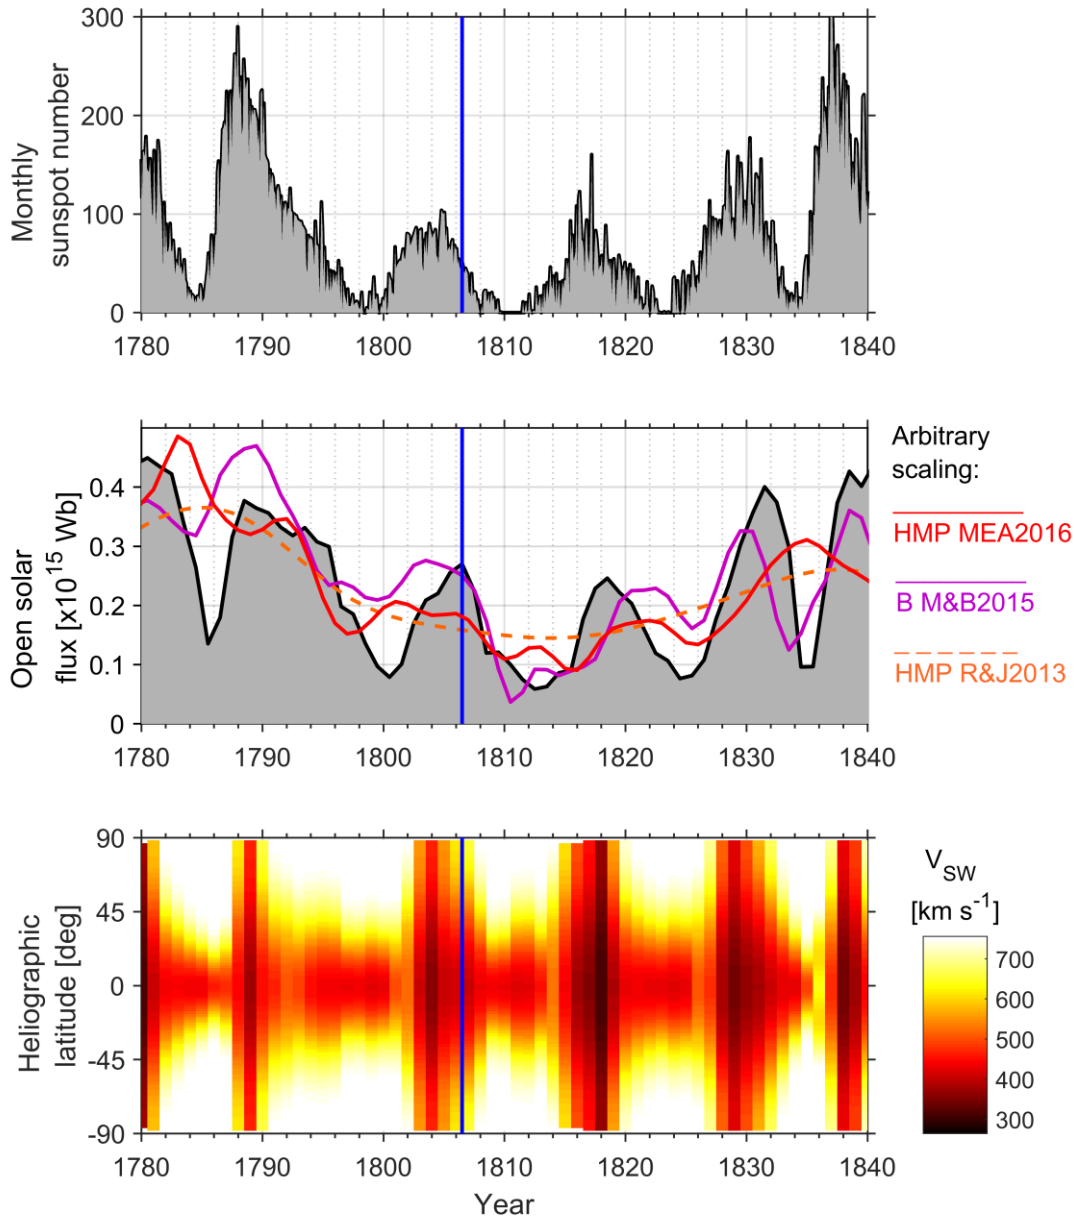 Monthly
sunspot number
300
200
100
0
1780 1790 1800 1810 1820 1830 1840
Open solar
flux [x10^15 Wb]
0.4
0.3
0.2
0.1
0
1780 1790 1800 1810 1820 1830 1840
Arbitrary
scaling:
HMP MEA2016
B M&B2015
HMP R&J2013
Heliographic
latitude [deg]
90
45
0
-45
-90
1780 1790 1800 1810 1820 1830 1840
Year
V_SW
[km s^-1]
700
600
500
400
300